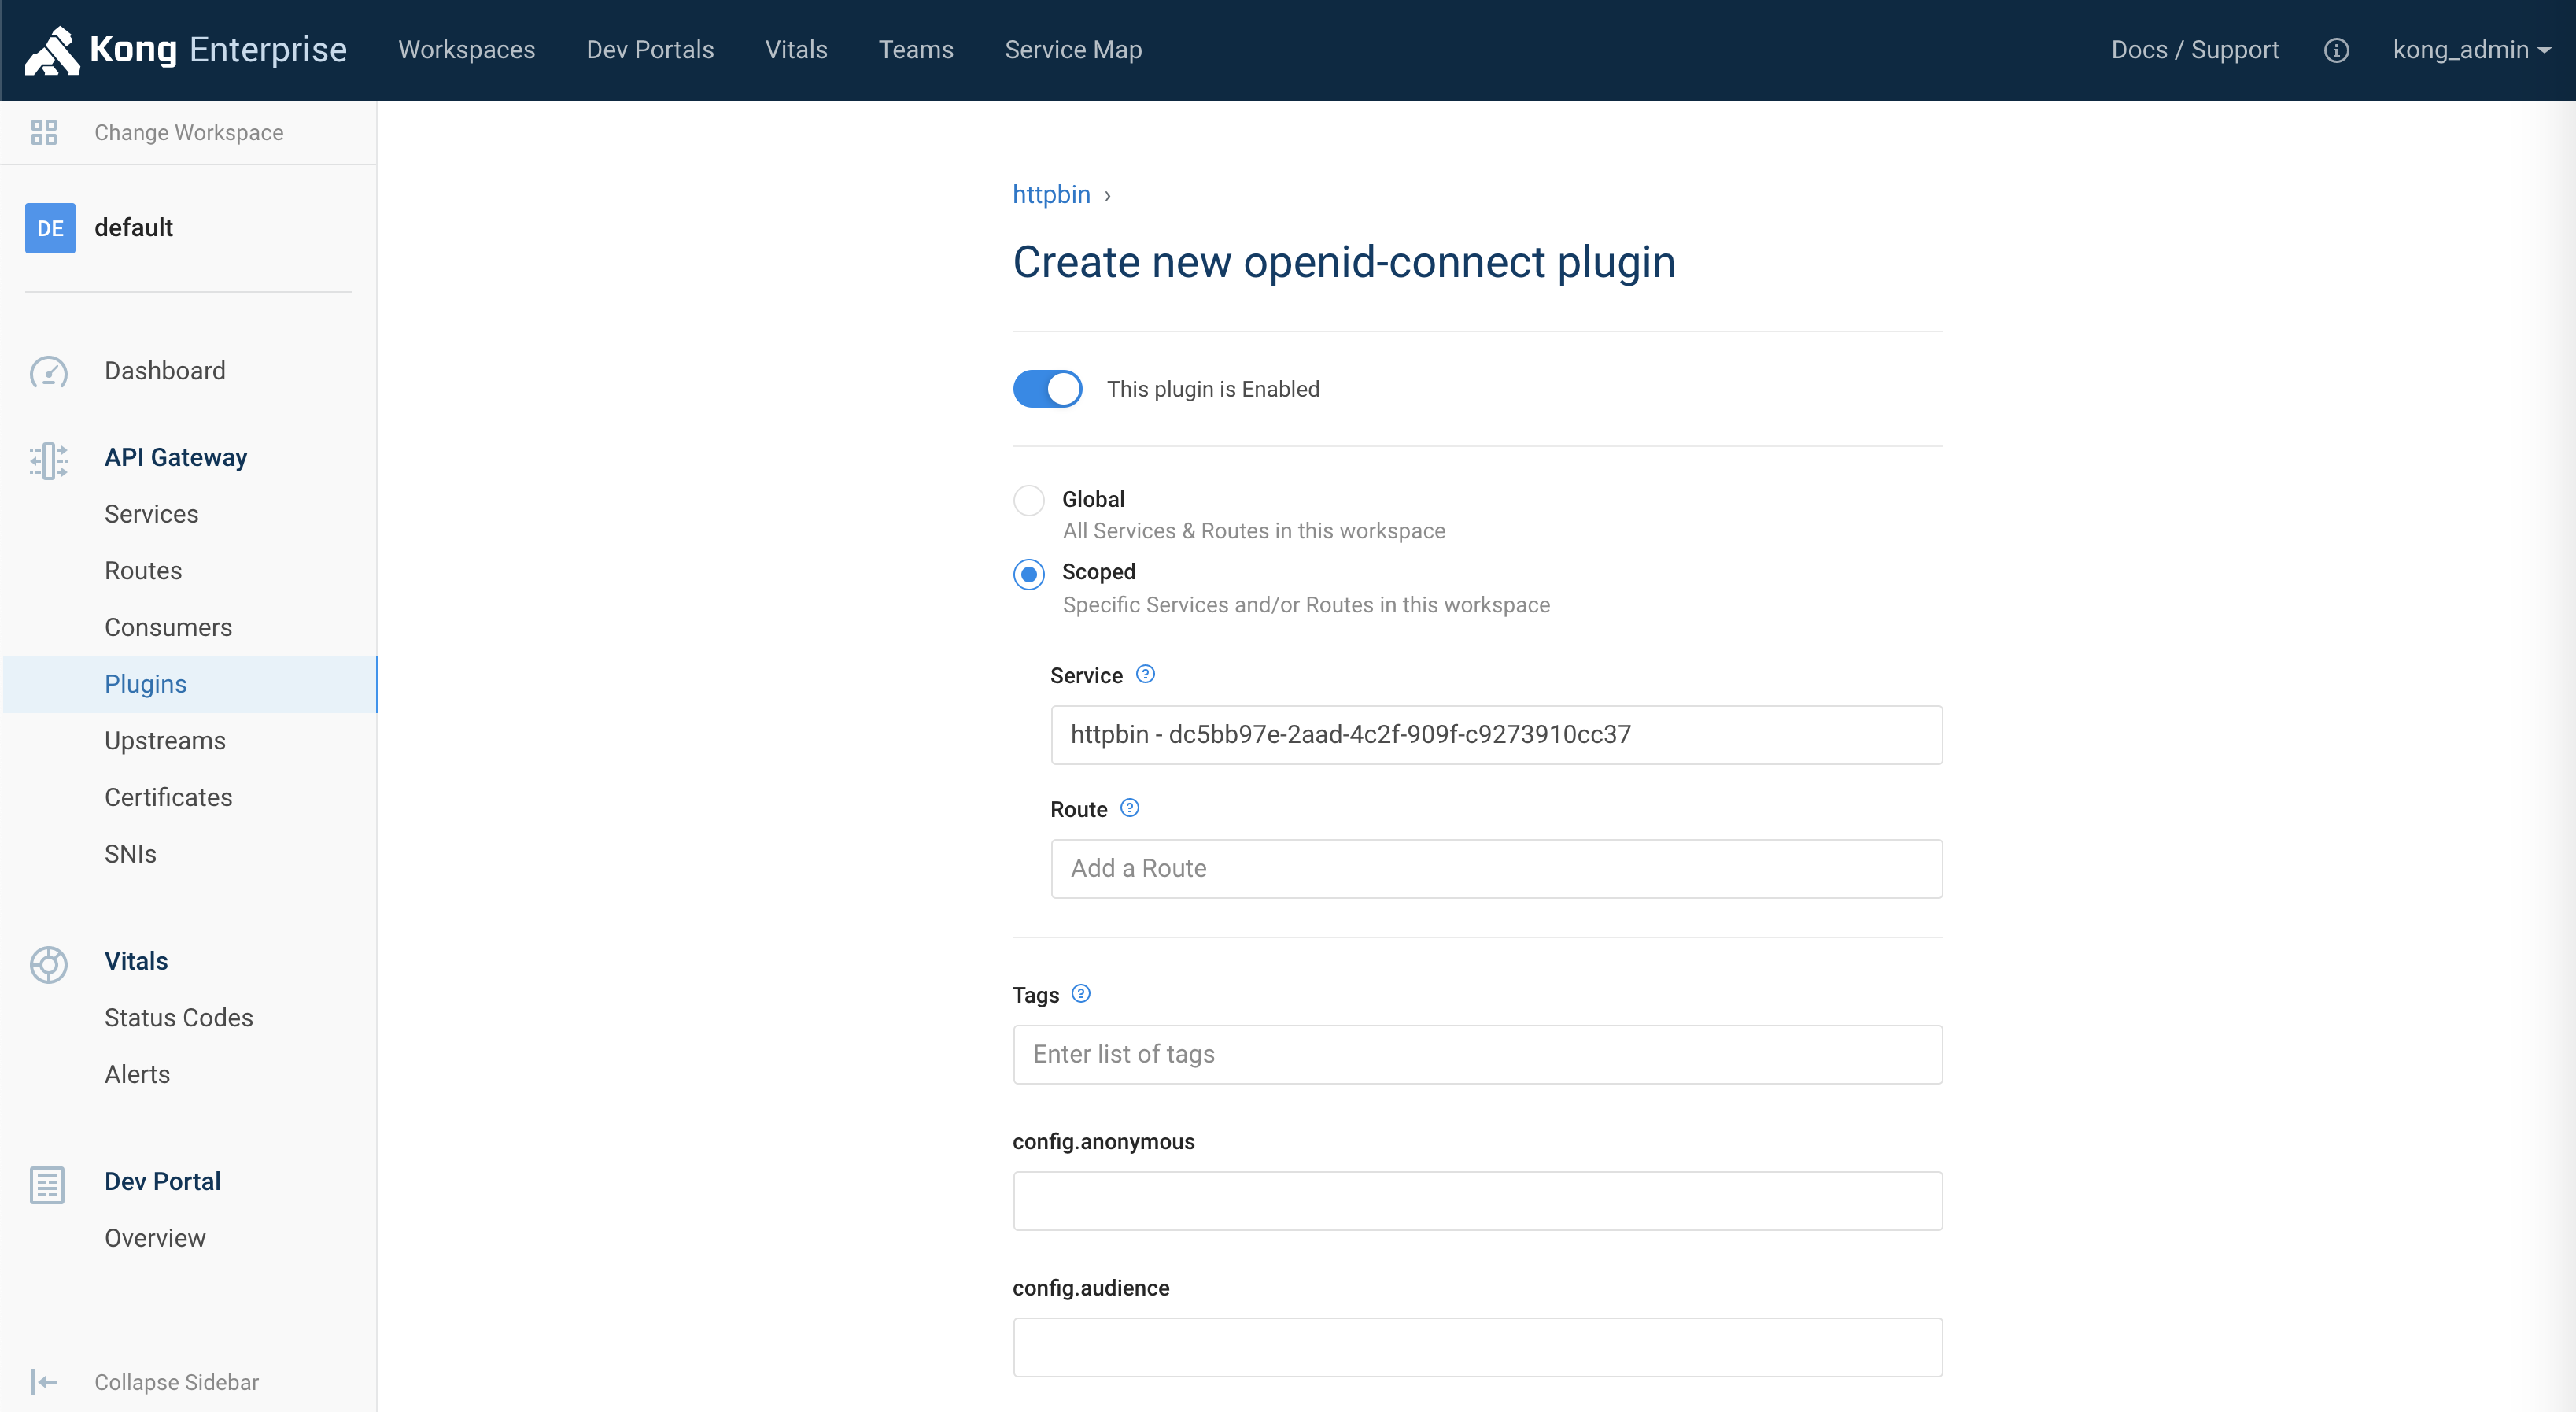 Kong Enterprise Workspaces Dev Portals Vitals Teams Service Map Docs / Support kong_admin
Change Workspace
DE default
Dashboard
API Gateway
Services
Routes
Consumers
Plugins
Upstreams
Certificates
SNIs
Vitals
Status Codes
Alerts
Dev Portal
Overview
Collapse Sidebar
httpbin ›
Create new openid-connect plugin
This plugin is Enabled
Global
All Services & Routes in this workspace
Scoped
Specific Services and/or Routes in this workspace
Service ?
httpbin - dc5bb97e-2aad-4c2f-909f-c9273910cc37
Route ?
Add a Route
Tags ?
Enter list of tags
config.anonymous
config.audience